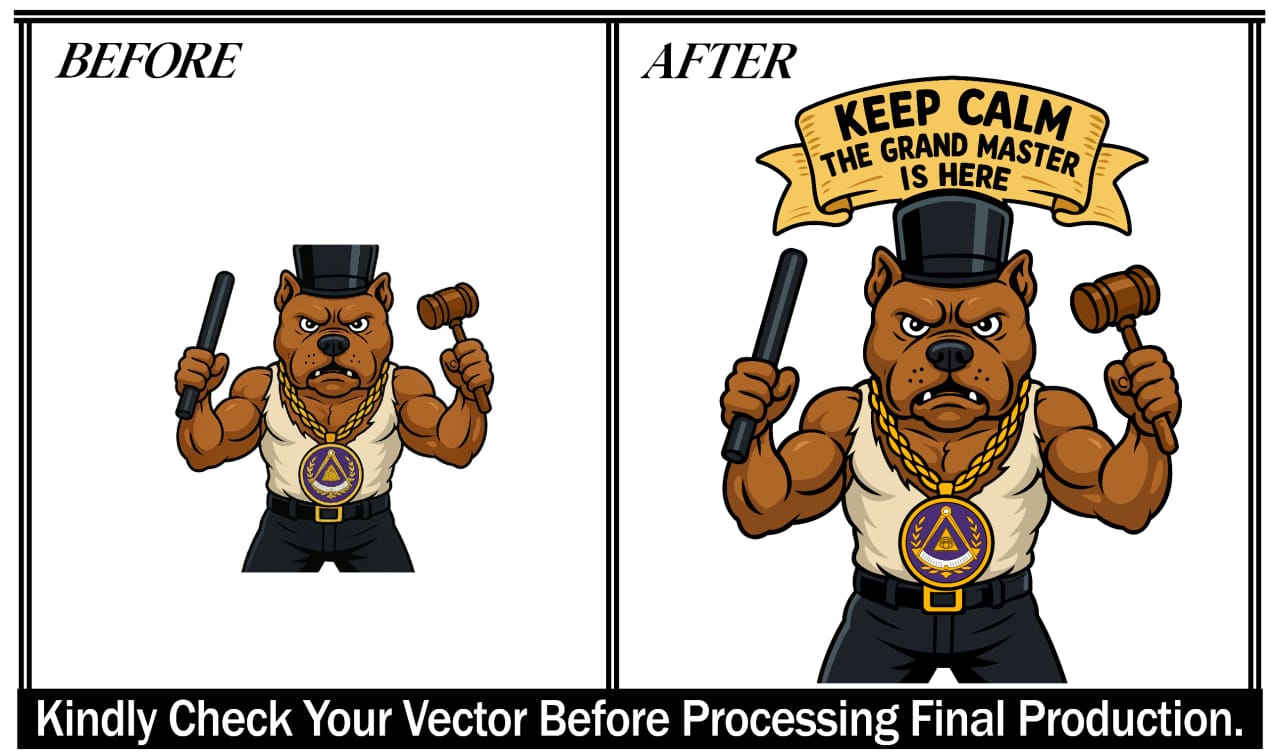 BEFORE
AFTER
KEEP CALM
THE GRAND MASTER
IS HERE
Kindly Check Your Vector Before Processing Final Production.